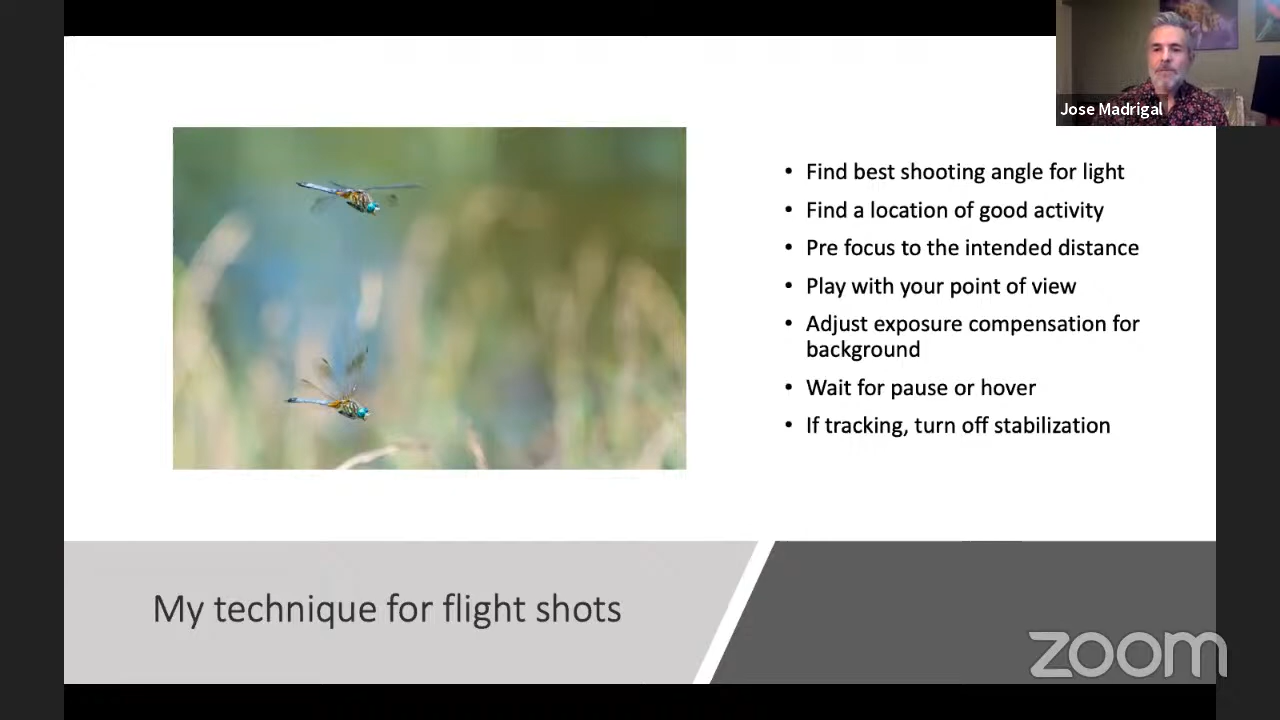 Jose Madrigal
• Find best shooting angle for light
• Find a location of good activity
• Pre focus to the intended distance
• Play with your point of view
• Adjust exposure compensation for
background
• Wait for pause or hover
• If tracking, turn off stabilization
My technique for flight shots
zoom